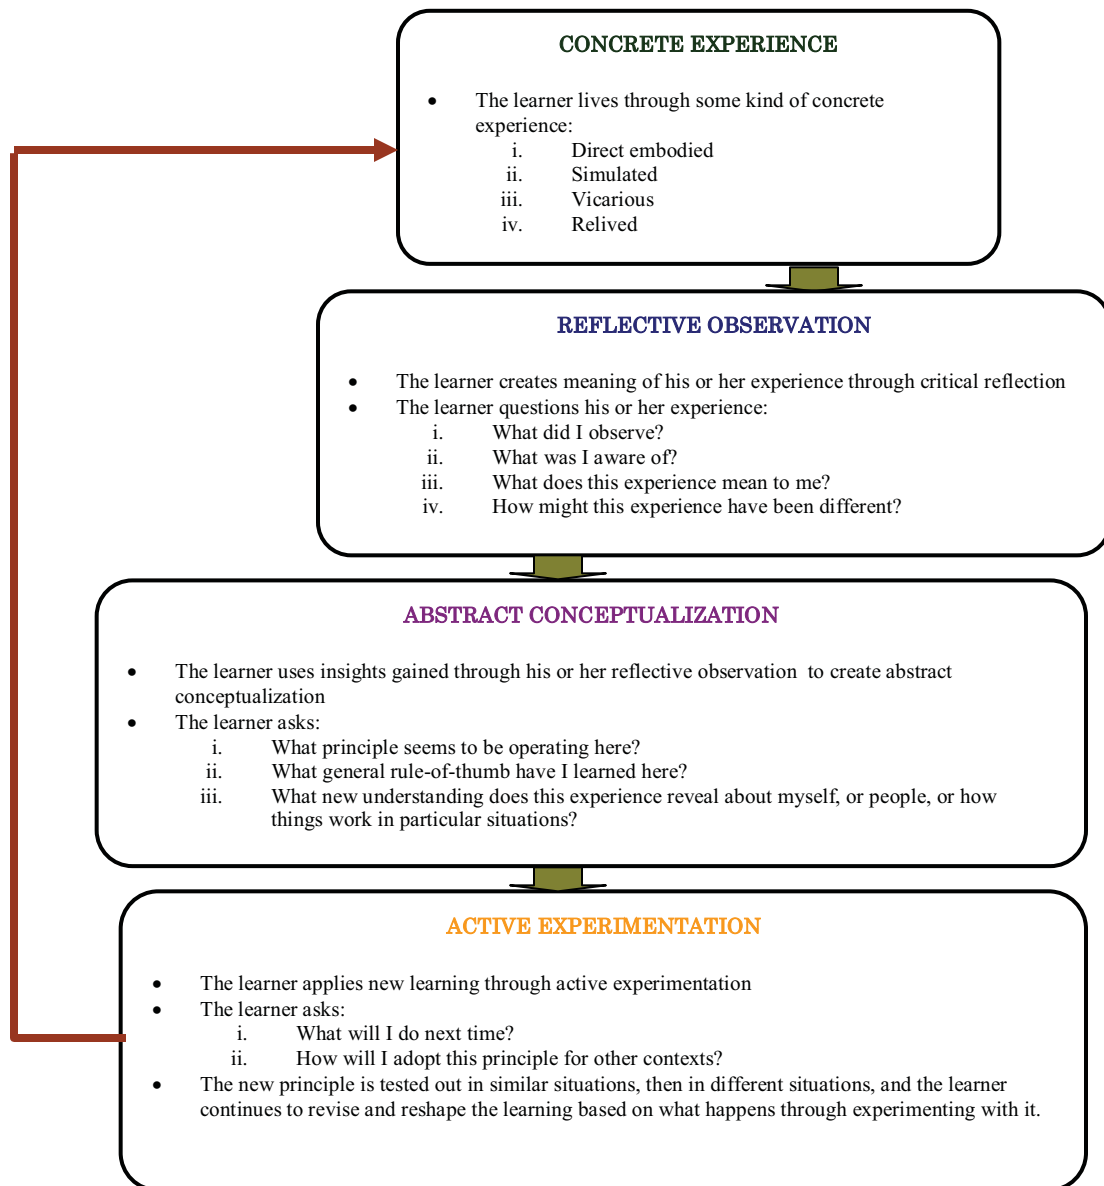 CONCRETE EXPERIENCE
• The learner lives through some kind of concrete
experience:
i. Direct embodied
ii. Simulated
iii. Vicarious
iv. Relived
REFLECTIVE OBSERVATION
• The learner creates meaning of his or her experience through critical reflection
• The learner questions his or her experience:
i. What did I observe?
ii. What was I aware of?
iii. What does this experience mean to me?
iv. How might this experience have been different?
ABSTRACT CONCEPTUALIZATION
• The learner uses insights gained through his or her reflective observation to create abstract
conceptualization
• The learner asks:
i. What principle seems to be operating here?
ii. What general rule-of-thumb have I learned here?
iii. What new understanding does this experience reveal about myself, or people, or how
things work in particular situations?
ACTIVE EXPERIMENTATION
• The learner applies new learning through active experimentation
• The learner asks:
i. What will I do next time?
ii. How will I adopt this principle for other contexts?
• The new principle is tested out in similar situations, then in different situations, and the learner
continues to revise and reshape the learning based on what happens through experimenting with it.